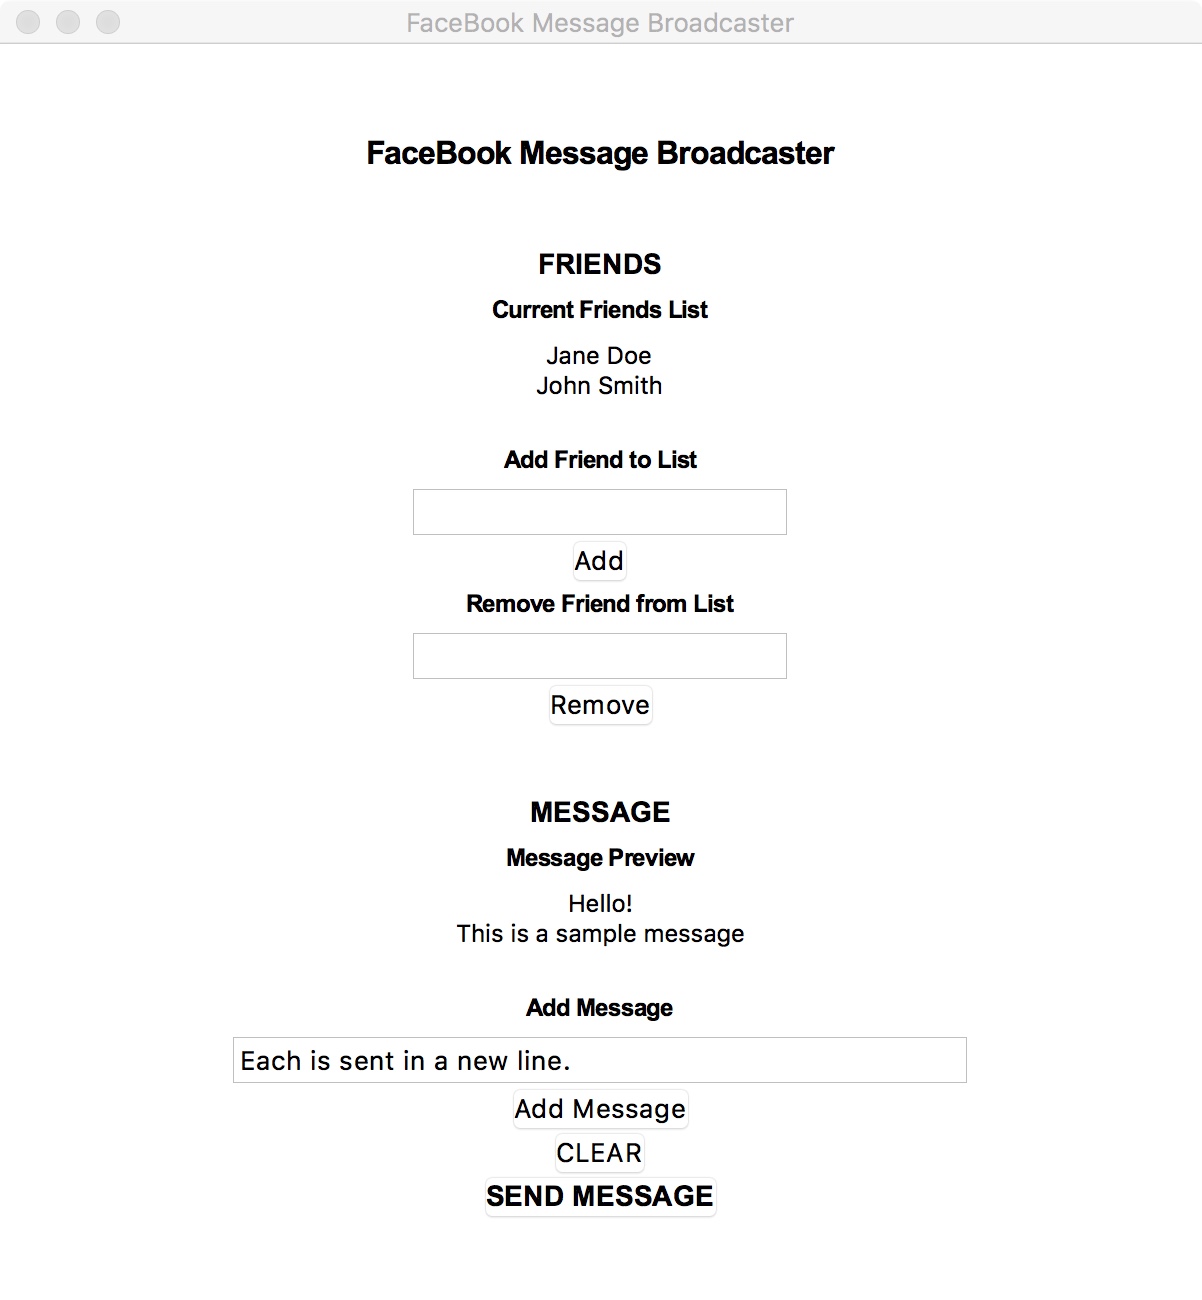 FaceBook Message Broadcaster
FaceBook Message Broadcaster
FRIENDS
Current Friends List
Jane Doe
John Smith
Add Friend to List
Add
Remove Friend from List
Remove
MESSAGE
Message Preview
Hello!
This is a sample message
Add Message
Each is sent in a new line.
Add Message
CLEAR
SEND MESSAGE